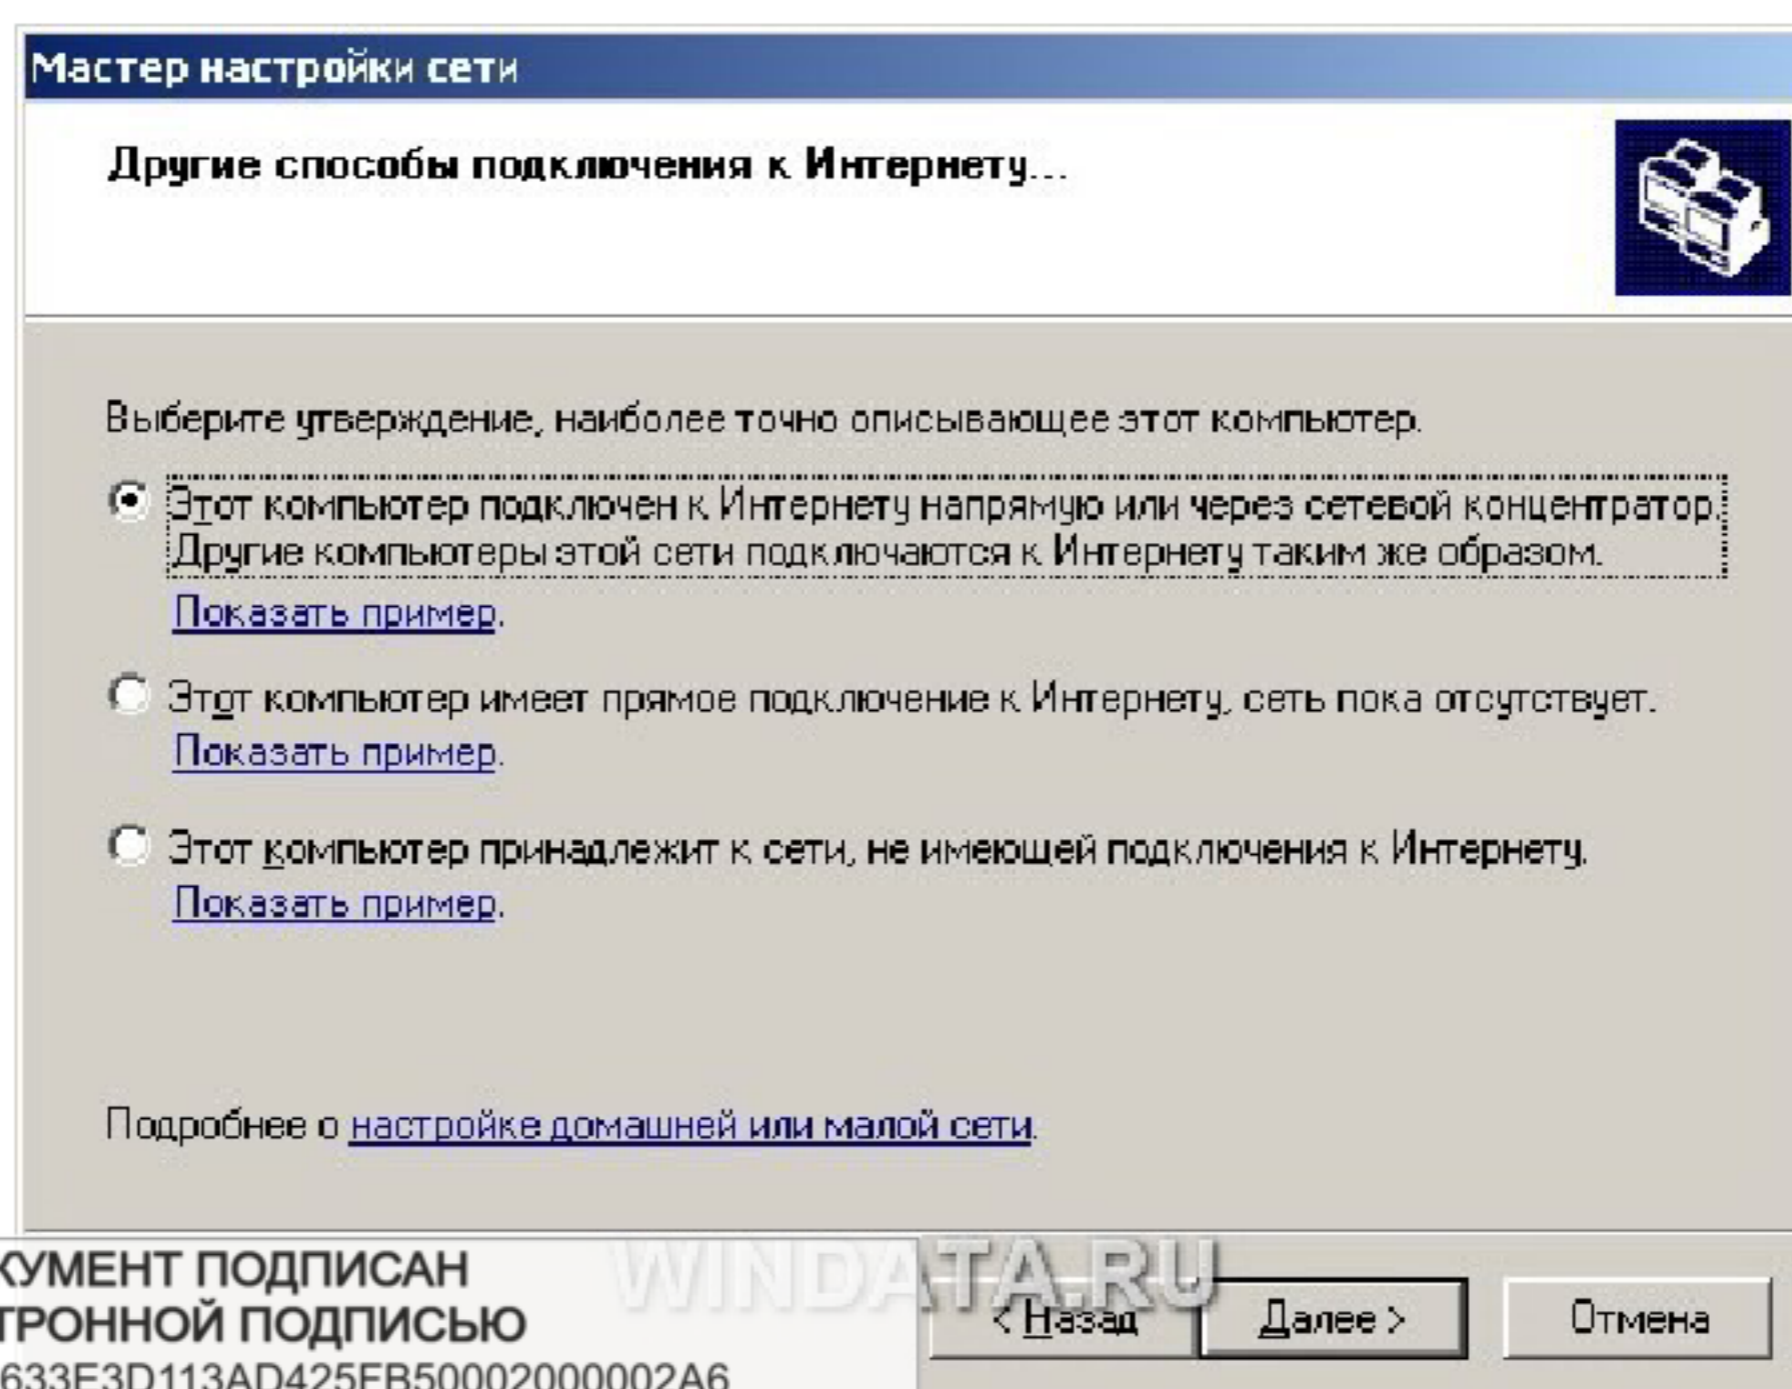 Мастер настройки сети
Другие способы подключения к Интернету...
Выберите утверждение, наиболее точно описывающее этот компьютер.
Этот компьютер подключен к Интернету напрямую или через сетевой концентратор.
Другие компьютеры этой сети подключаются к Интернету таким же образом.
Показать пример.
Этот компьютер имеет прямое подключение к Интернету, сеть пока отсутствует.
Показать пример.
Этот компьютер принадлежит к сети, не имеющей подключения к Интернету.
Показать пример.
Подробнее о настройке домашней или малой сети.
WINDATA.RU
< Назад Далее > Отмена
КУМЕНТ ПОДПИСАН
ТРОННОЙ ПОДПИСЬЮ
633E3D113AD425FB50002000002A6